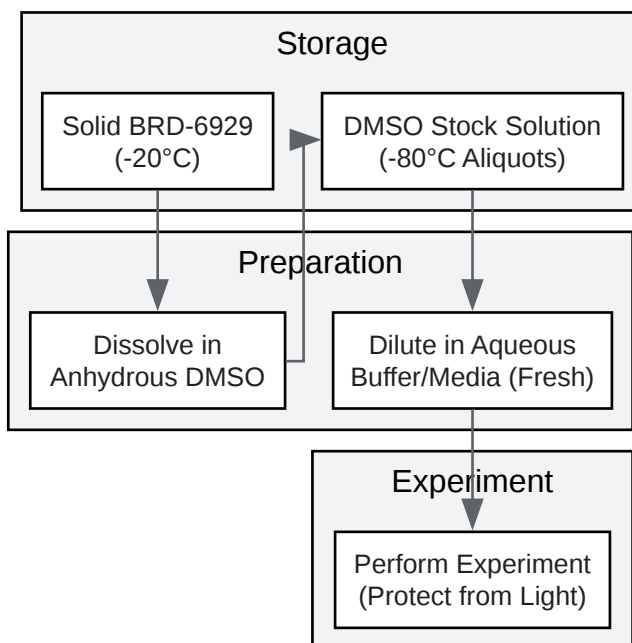 Storage
Solid BRD-6929
(-20°C)
DMSO Stock Solution
(-80°C Aliquots)
Preparation
Dissolve in
Anhydrous DMSO
Dilute in Aqueous
Buffer/Media (Fresh)
Experiment
Perform Experiment
(Protect from Light)